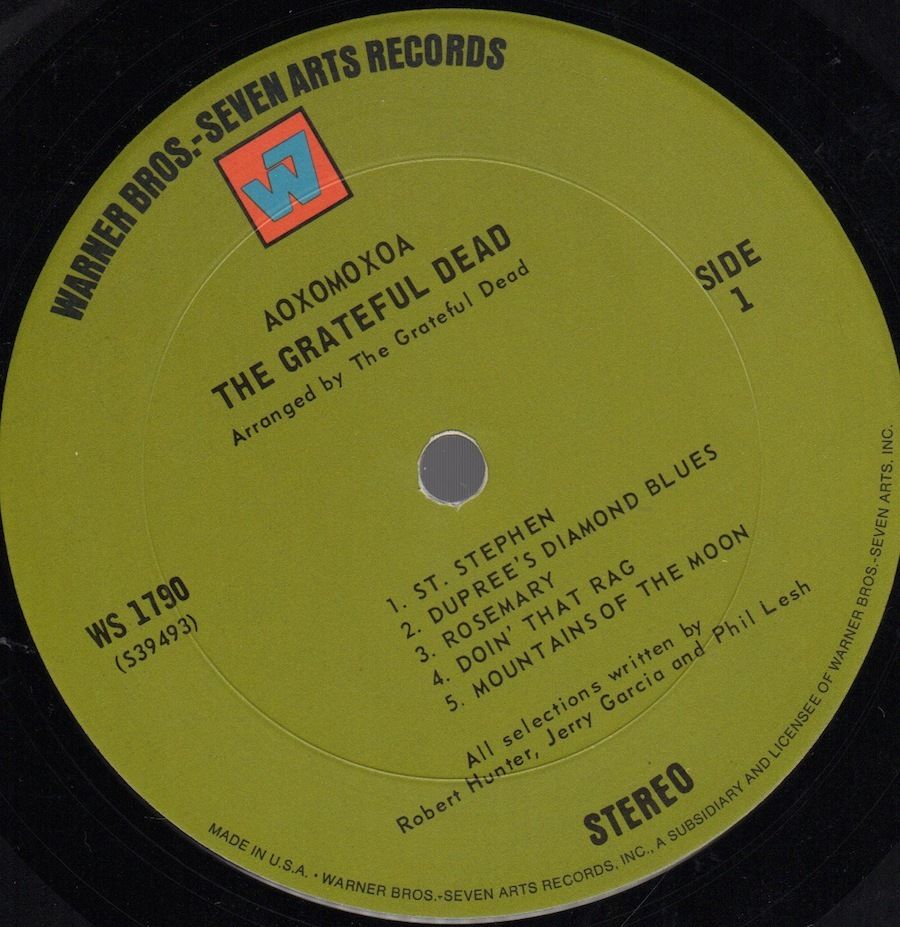 WARNER BROS.-SEVEN ARTS RECORDS
W7
AOXOMOXOA
THE GRATEFUL DEAD
Arranged by The Grateful Dead
SIDE
1
WS 1790
(S39493)
1. ST. STEPHEN
2. DUPREE'S DIAMOND BLUES
3. ROSEMARY
4. DOIN' THAT RAG
5. MOUNTAINS OF THE MOON
All selections written by
Robert Hunter, Jerry Garcia and Phil Lesh
STEREO
MADE IN U.S.A. • WARNER BROS.-SEVEN ARTS RECORDS, INC., A SUBSIDIARY AND LICENSEE OF WARNER BROS.-SEVEN ARTS, INC.